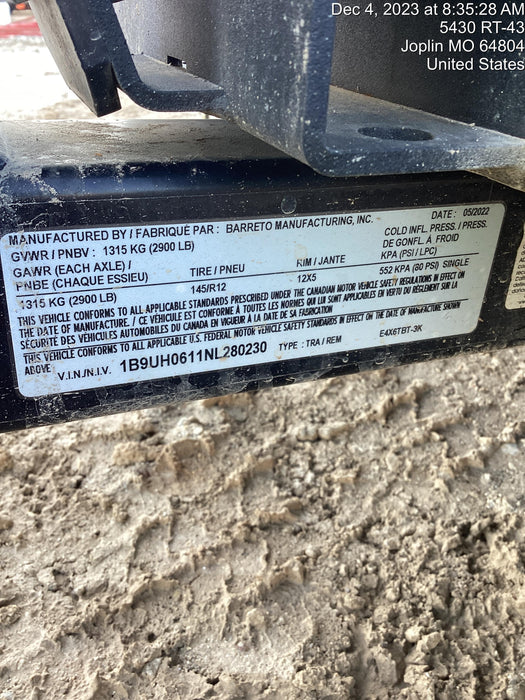 Dec 4, 2023 at 8:35:28 AM
5430 RT-43
Joplin MO 64804
United States
MANUFACTURED BY / FABRIQUÉ PAR : BARRETO MANUFACTURING, INC. DATE : 05/2022
GVWR / PNBV : 1315 KG (2900 LB) COLD INFL. PRESS. / PRESS.
GAWR (EACH AXLE) / DE GONFL. À FROID
PNBE (CHAQUE ESSIEU) TIRE / PNEU RIM / JANTE KPA (PSI / LPC)
1315 KG (2900 LB) 145/R12 12X5 552 KPA (80 PSI) SINGLE
THIS VEHICLE CONFORMS TO ALL APPLICABLE STANDARDS PRESCRIBED UNDER THE CANADIAN MOTOR VEHICLE SAFETY REGULATIONS IN EFFECT ON
THE DATE OF MANUFACTURE. / CE VÉHICULE EST CONFORME À TOUTES LES NORMES QUI LUI SONT APPLICABLES EN VERTU DU RÈGLEMENT SUR LA
SÉCURITÉ DES VÉHICULES AUTOMOBILES DU CANADA EN VIGUEUR À LA DATE DE SA FABRICATION
THIS VEHICLE CONFORMS TO ALL APPLICABLE U.S. FEDERAL MOTOR VEHICLE SAFETY STANDARDS IN EFFECT ON THE DATE OF MANUFACTURE SHOWN
ABOVE
V.I.N./N.I.V. 1B9UH0611NL280230 TYPE : TRA / REM E4X6TBT-3K